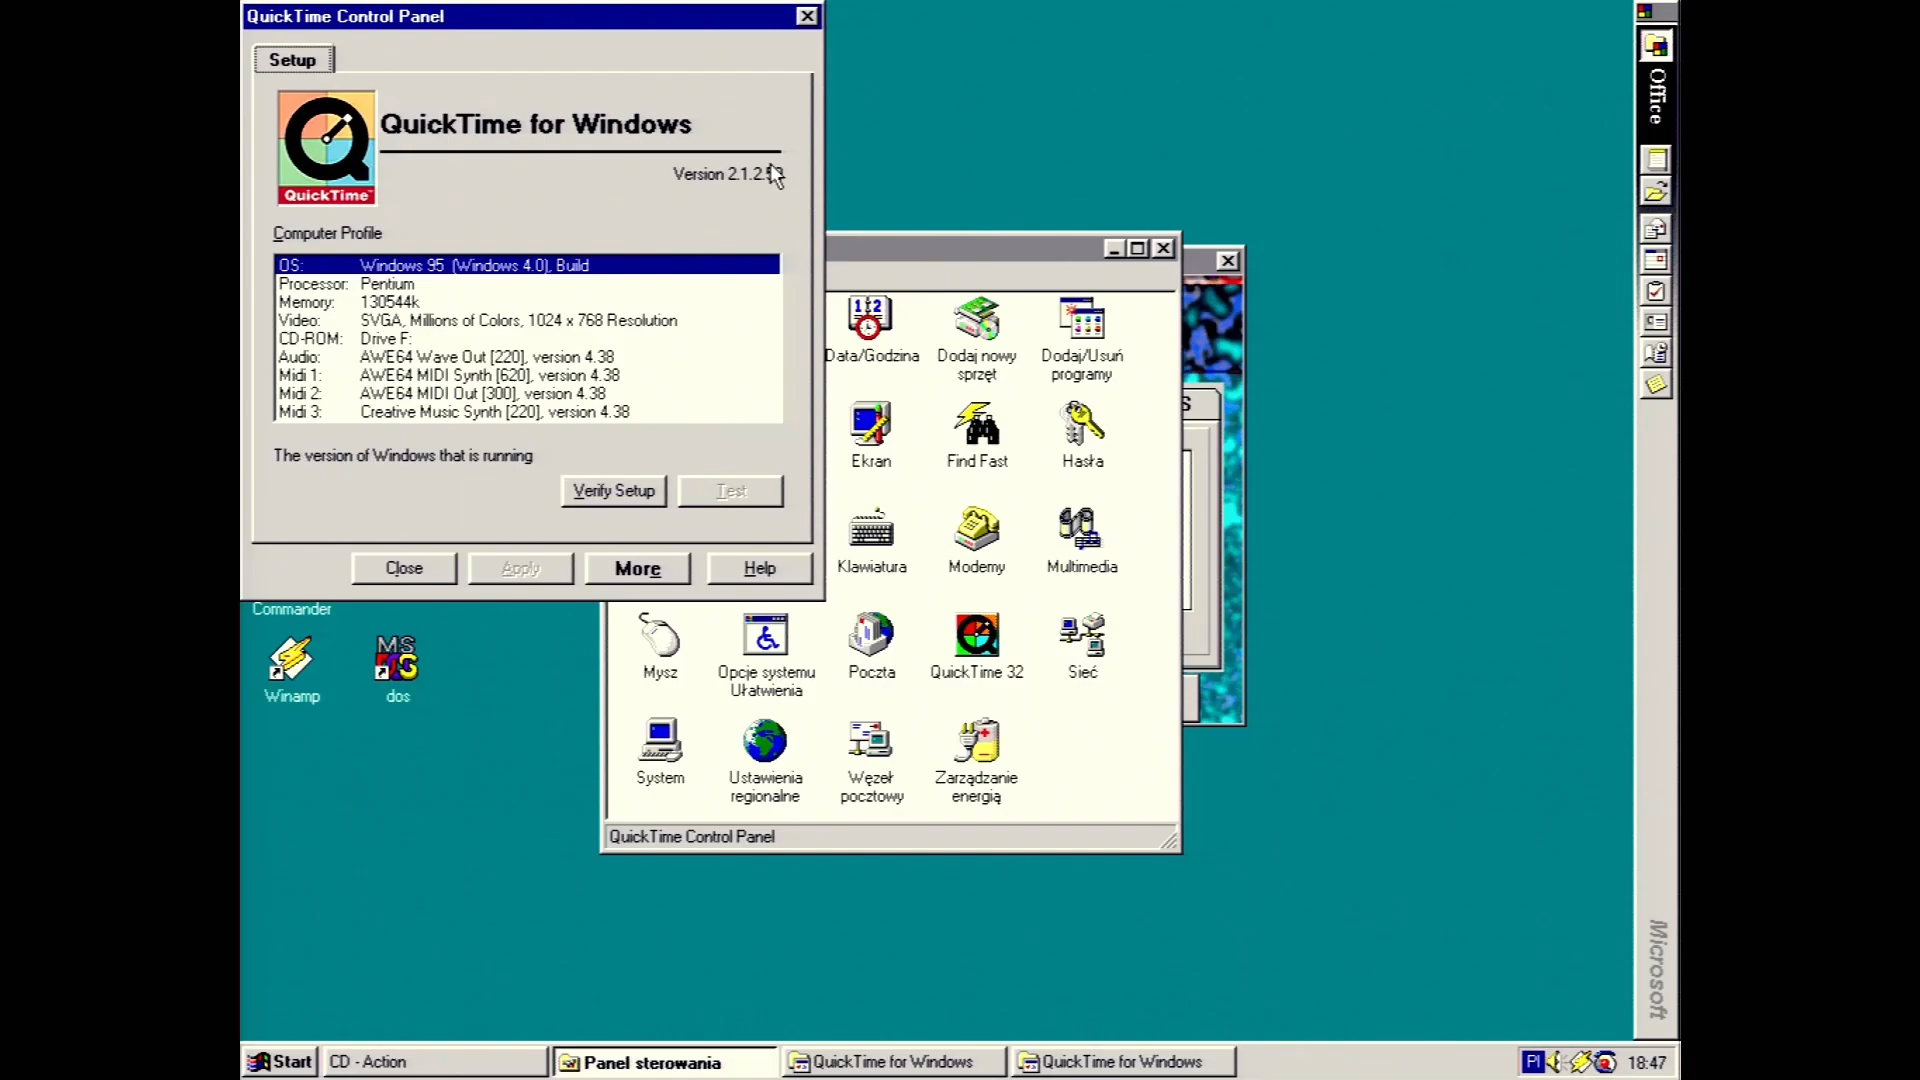 QuickTime Control Panel
Setup
QuickTime
QuickTime for Windows
Version 2.1.2.
Computer Profile
OS: Windows 95 (Windows 4.0), Build
Processor: Pentium
Memory: 130544k
Video: SVGA, Millions of Colors, 1024 x 768 Resolution
CD-ROM: Drive F:
Audio: AWE64 Wave Out [220], version 4.38
Midi 1: AWE64 MIDI Synth [620], version 4.38
Midi 2: AWE64 MIDI Out [300], version 4.38
Midi 3: Creative Music Synth [220], version 4.38
The version of Windows that is running
Verify Setup
Test
Close
Apply
More
Help
Data/Godzina
Dodaj nowy
sprzęt
Dodaj/Usuń
programy
Ekran
Find Fast
Hasła
Klawiatura
Modemy
Multimedia
Mysz
Opcje systemu
Ułatwienia
Poczta
QuickTime 32
Sieć
System
Ustawienia
regionalne
Węzeł
pocztowy
Zarządzanie
energią
QuickTime Control Panel
S
Commander
Winamp
MS
dos
Office
Microsoft
Start
CD - Action
Panel sterowania
QuickTime for Windows
QuickTime for Windows
Pl
18:47